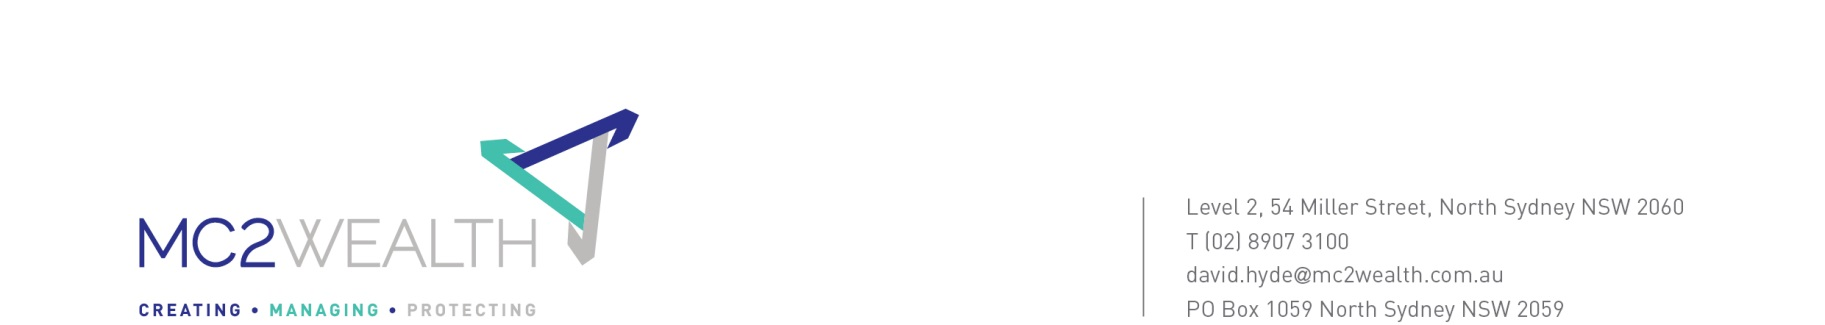 MC2WEALTH
CREATING • MANAGING • PROTECTING
Level 2, 54 Miller Street, North Sydney NSW 2060
T (02) 8907 3100
david.hyde@mc2wealth.com.au
PO Box 1059 North Sydney NSW 2059